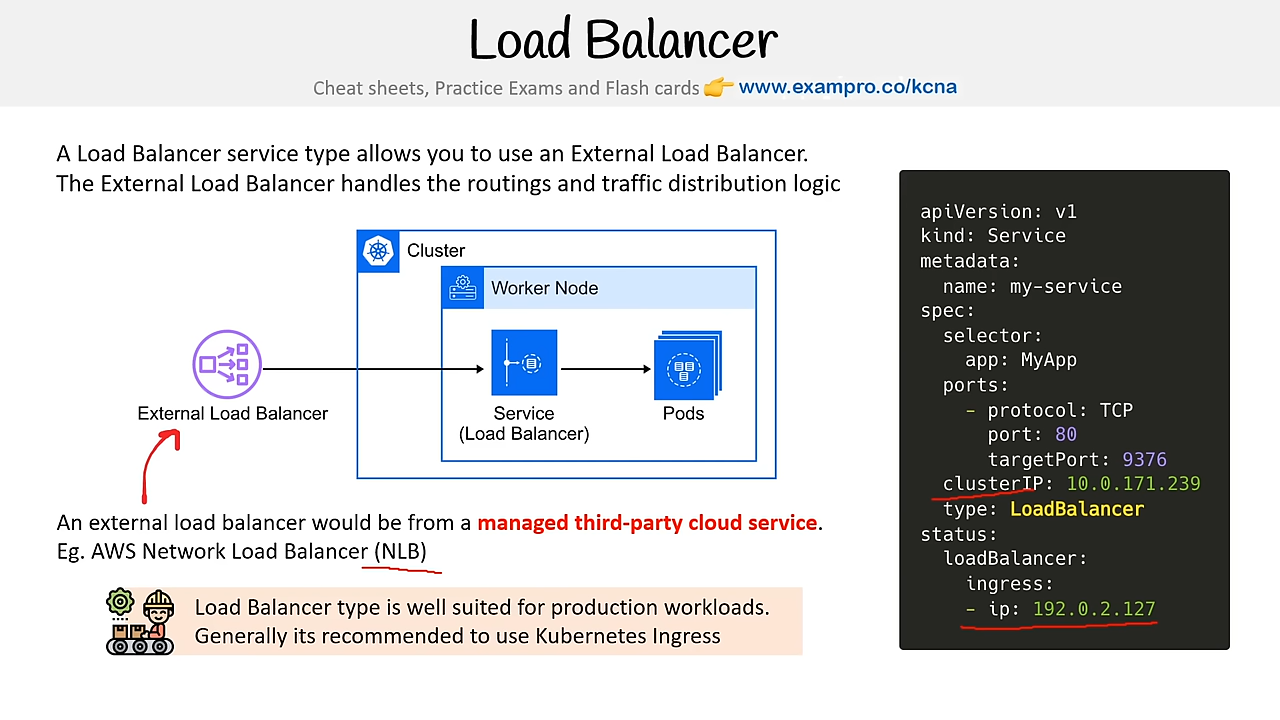 Load Balancer
Cheat sheets, Practice Exams and Flash cards 👉 www.exampro.co/kcna
A Load Balancer service type allows you to use an External Load Balancer.
The External Load Balancer handles the routings and traffic distribution logic
Cluster
Worker Node
External Load Balancer
Service
(Load Balancer)
Pods
An external load balancer would be from a managed third-party cloud service.
Eg. AWS Network Load Balancer (NLB)
Load Balancer type is well suited for production workloads.
Generally its recommended to use Kubernetes Ingress
apiVersion: v1
kind: Service
metadata:
  name: my-service
spec:
  selector:
    app: MyApp
  ports:
    - protocol: TCP
      port: 80
      targetPort: 9376
  clusterIP: 10.0.171.239
  type: LoadBalancer
status:
  loadBalancer:
    ingress:
    - ip: 192.0.2.127